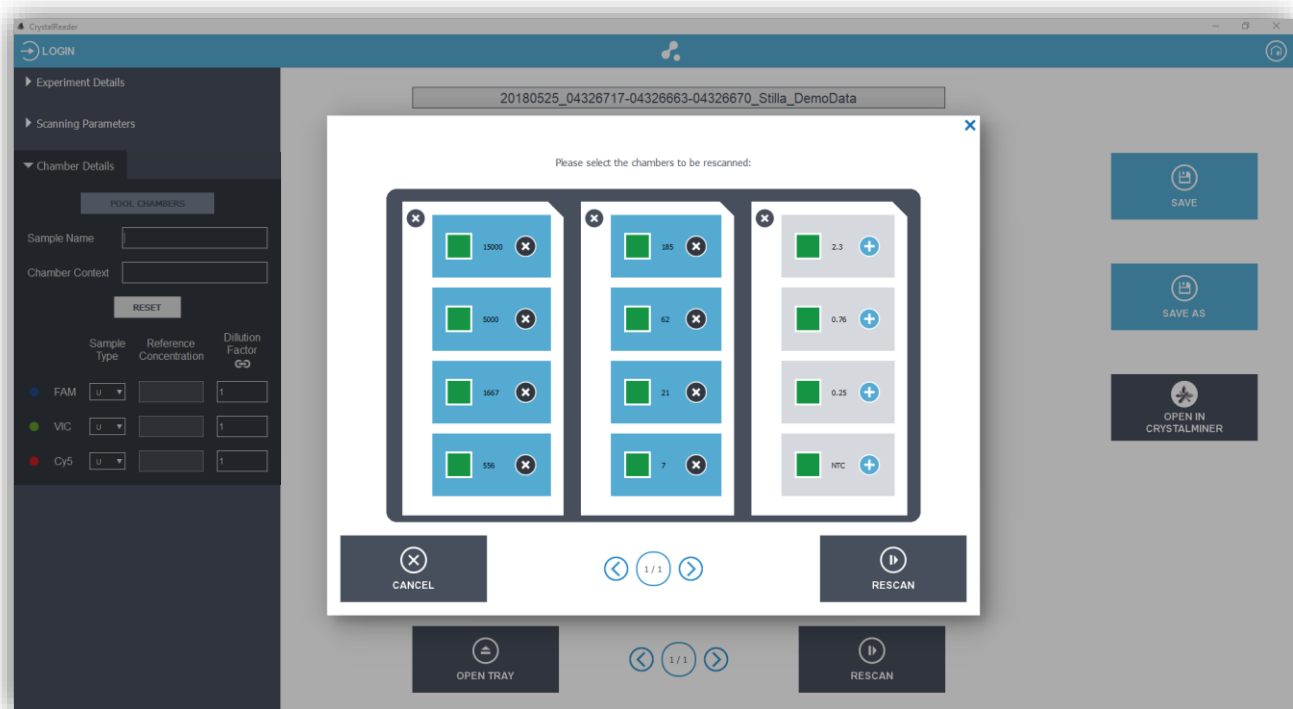 CrystalReader
LOGIN
Experiment Details
20180525_04326717-04326663-04326670_Stilla_DemoData
Scanning Parameters
Chamber Details
POOL CHAMBERS
Sample Name
Chamber Context
RESET
Sample Type
Reference Concentration
Dillution Factor
FAM U 1
VIC U 1
Cy5 U 1
Please select the chambers to be rescanned:
15000 185 2.3
5000 62 0.76
1667 21 0.25
556 7 NTC
CANCEL
1 / 1
RESCAN
OPEN TRAY
1 / 1
RESCAN
SAVE
SAVE AS
OPEN IN
CRYSTALMINER